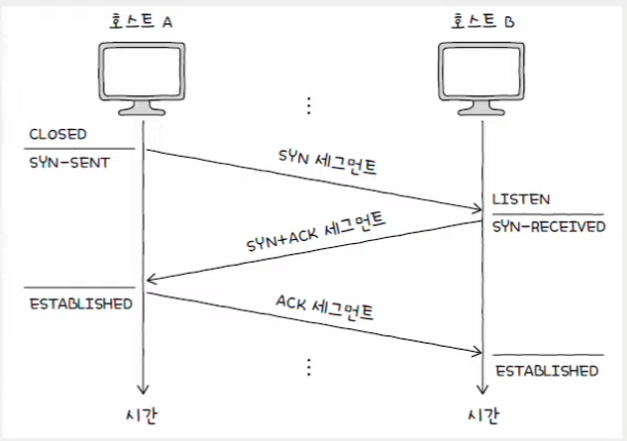 호스트 A
호스트 B
CLOSED
SYN-SENT
SYN 세그먼트
LISTEN
SYN-RECEIVED
SYN+ACK 세그먼트
ESTABLISHED
ACK 세그먼트
ESTABLISHED
시간
시간